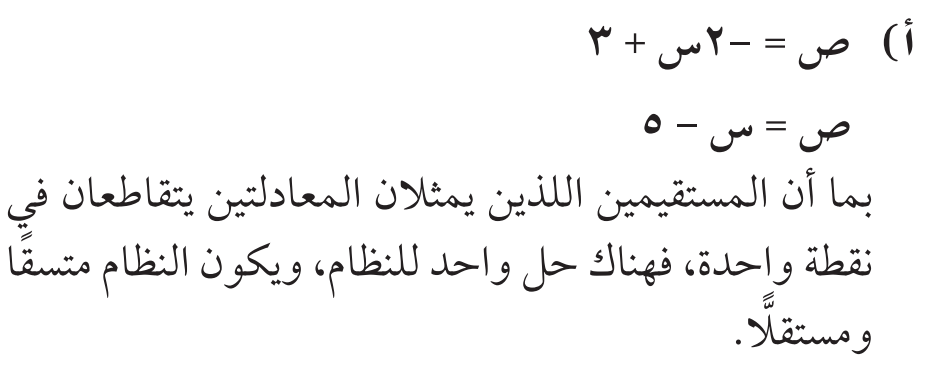 أ) ص = −٢س + ٣
ص = س − ٥
بما أن المستقيمين اللذين يمثلان المعادلتين يتقاطعان في
نقطة واحدة، فهناك حل واحد للنظام، ويكون النظام متسقًا
ومستقلًّا.